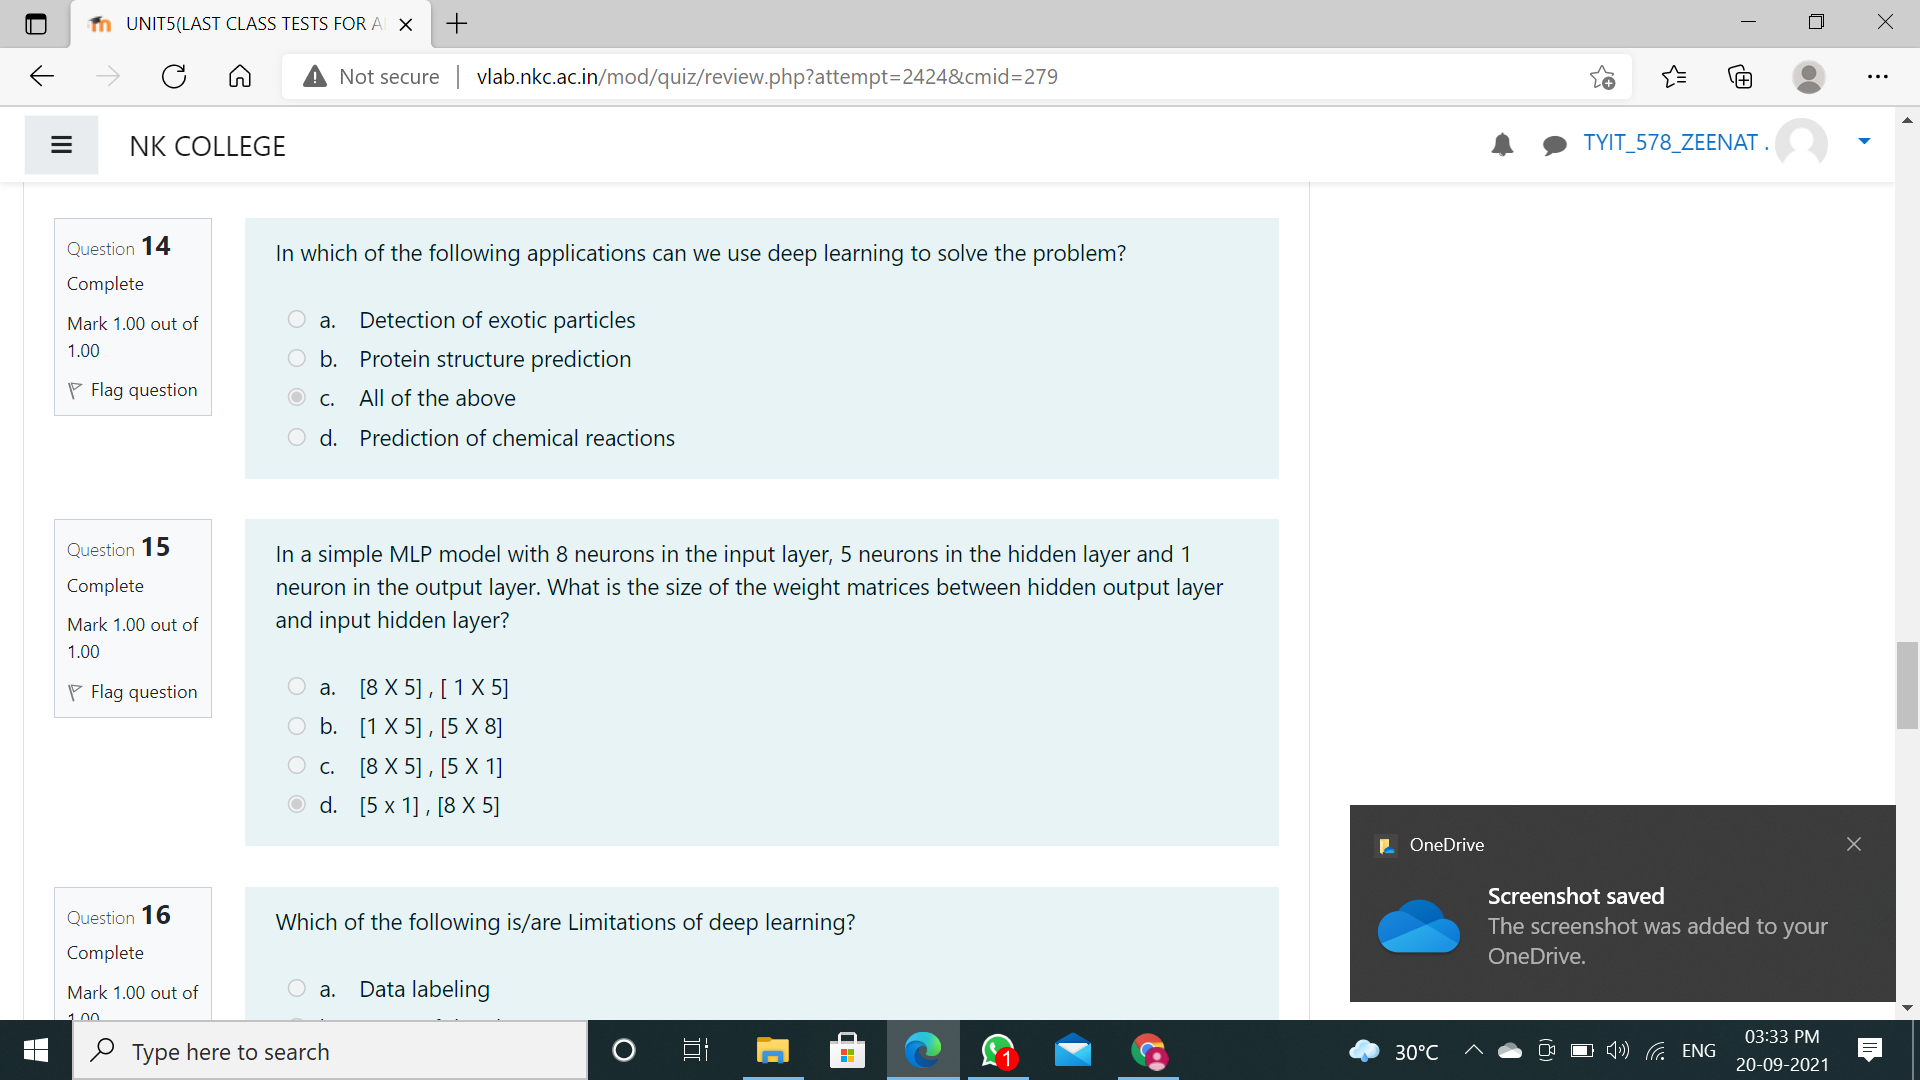 UNIT5(LAST CLASS TESTS FOR A
Not secure
vlab.nkc.ac.in/mod/quiz/review.php?attempt=2424&cmid=279
NK COLLEGE
TYIT_578_ZEENAT .
Question 14
Complete
Mark 1.00 out of
1.00
Flag question
In which of the following applications can we use deep learning to solve the problem?
a. Detection of exotic particles
b. Protein structure prediction
c. All of the above
d. Prediction of chemical reactions
Question 15
Complete
Mark 1.00 out of
1.00
Flag question
In a simple MLP model with 8 neurons in the input layer, 5 neurons in the hidden layer and 1
neuron in the output layer. What is the size of the weight matrices between hidden output layer
and input hidden layer?
a. [8 X 5] , [ 1 X 5]
b. [1 X 5] , [5 X 8]
c. [8 X 5] , [5 X 1]
d. [5 x 1] , [8 X 5]
Question 16
Complete
Mark 1.00 out of
1.00
Which of the following is/are Limitations of deep learning?
a. Data labeling
OneDrive
Screenshot saved
The screenshot was added to your
OneDrive.
Type here to search
1
30°C
ENG
03:33 PM
20-09-2021